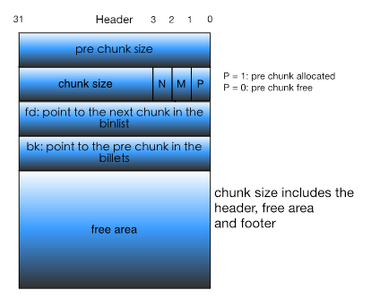 31 Header 3 2 1 0
pre chunk size
chunk size N M P
P = 1: pre chunk allocated
P = 0: pre chunk free
fd: point to the next chunk in the
binlist
bk: point to the pre chunk in the
billets
free area
chunk size includes the
header, free area
and footer